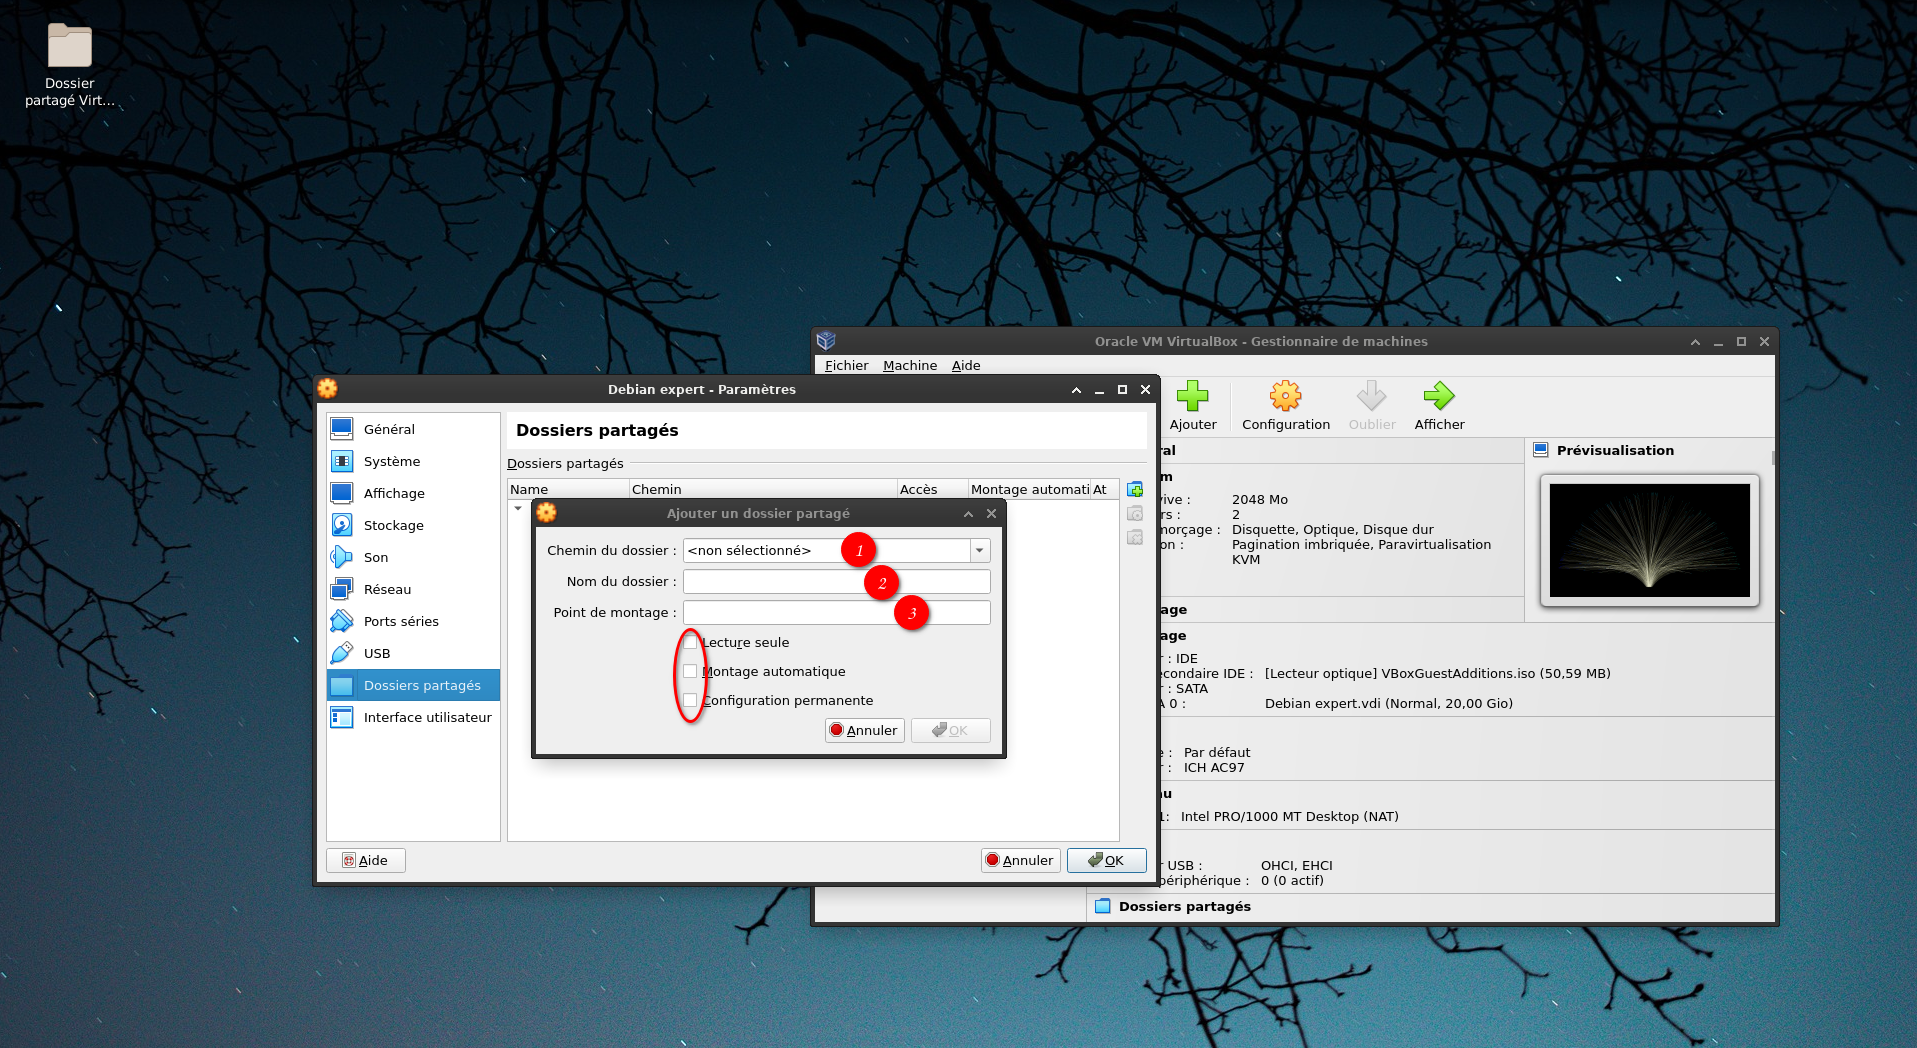 Dossier
partagé Virt...
Oracle VM VirtualBox - Gestionnaire de machines
Fichier Machine Aide
Ajouter Configuration Oublier Afficher
Debian expert - Paramètres
Général
Système
Affichage
Stockage
Son
Réseau
Ports séries
USB
Dossiers partagés
Interface utilisateur
Dossiers partagés
Dossiers partagés
Name Chemin Accès Montage automati At
Ajouter un dossier partagé
Chemin du dossier : <non sélectionné> 1
Nom du dossier : 2
Point de montage : 3
Lecture seule
Montage automatique
Configuration permanente
Annuler OK
Aide Annuler OK
ral
m
vive : 2048 Mo
rs : 2
morçage : Disquette, Optique, Disque dur
on : Pagination imbriquée, Paravirtualisation
KVM
Prévisualisation
age
age
r : IDE
econdaire IDE : [Lecteur optique] VBoxGuestAdditions.iso (50,59 MB)
r : SATA
A 0 : Debian expert.vdi (Normal, 20,00 Gio)
e : Par défaut
r : ICH AC97
au
1: Intel PRO/1000 MT Desktop (NAT)
r USB : OHCI, EHCI
périphérique : 0 (0 actif)
Dossiers partagés